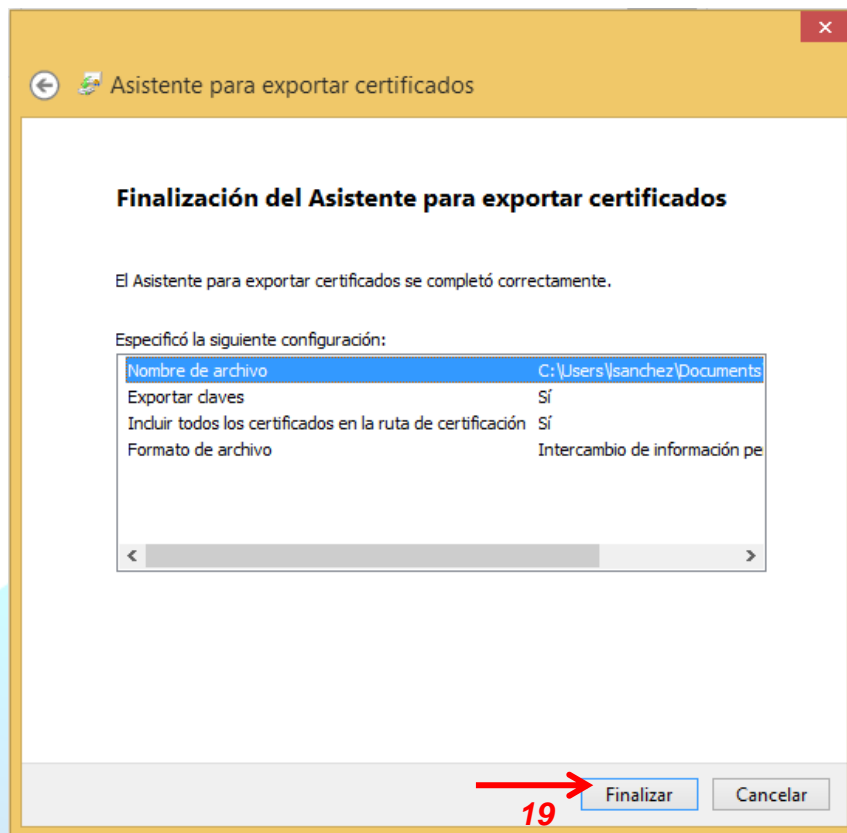 Asistente para exportar certificados
Finalización del Asistente para exportar certificados
El Asistente para exportar certificados se completó correctamente.
Especificó la siguiente configuración:
Nombre de archivo C:\Users\lsanchez\Documents
Exportar claves Sí
Incluir todos los certificados en la ruta de certificación Sí
Formato de archivo Intercambio de información pe
Finalizar Cancelar
19